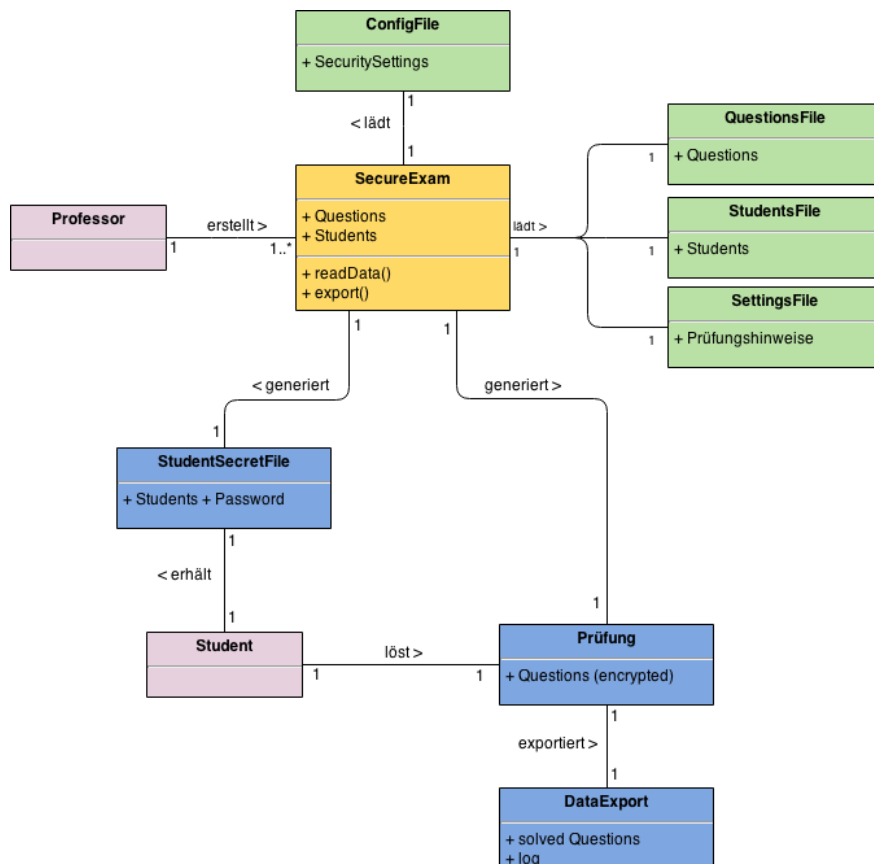 ConfigFile
+ SecuritySettings
1
< lädt
1
QuestionsFile
+ Questions
1
SecureExam
+ Questions
+ Students
+ readData()
+ export()
Professor
erstellt >
1
1..*
lädt >
1
StudentsFile
+ Students
1
SettingsFile
+ Prüfungshinweise
1
1
1
< generiert
generiert >
1
StudentSecretFile
+ Students + Password
1
< erhält
1
1
Student
löst >
1
1
Prüfung
+ Questions (encrypted)
1
exportiert >
1
DataExport
+ solved Questions
+ log